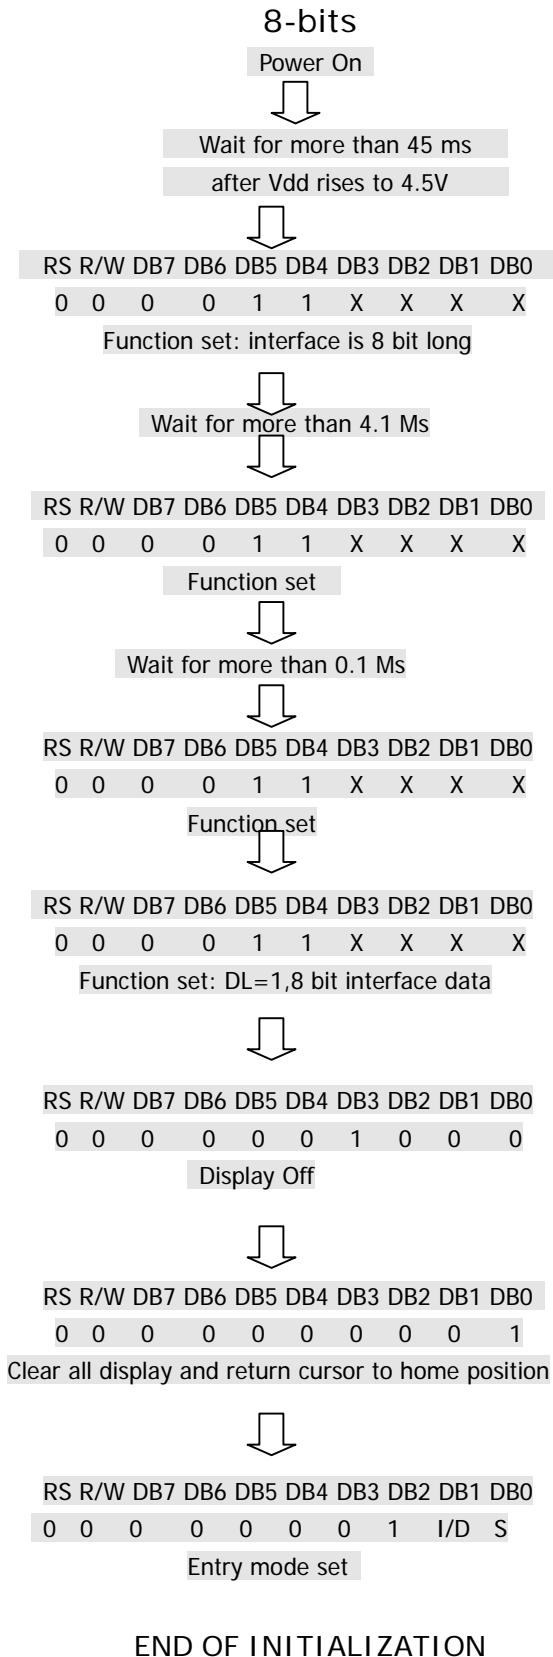 8-bits
Power On
Wait for more than 45 ms
after Vdd rises to 4.5V
RS R/W DB7 DB6 DB5 DB4 DB3 DB2 DB1 DB0
0 0 0 0 1 1 X X X X
Function set: interface is 8 bit long
Wait for more than 4.1 Ms
RS R/W DB7 DB6 DB5 DB4 DB3 DB2 DB1 DB0
0 0 0 0 1 1 X X X X
Function set
Wait for more than 0.1 Ms
RS R/W DB7 DB6 DB5 DB4 DB3 DB2 DB1 DB0
0 0 0 0 1 1 X X X X
Function set
RS R/W DB7 DB6 DB5 DB4 DB3 DB2 DB1 DB0
0 0 0 0 1 1 X X X X
Function set: DL=1,8 bit interface data
RS R/W DB7 DB6 DB5 DB4 DB3 DB2 DB1 DB0
0 0 0 0 0 0 1 0 0 0
Display Off
RS R/W DB7 DB6 DB5 DB4 DB3 DB2 DB1 DB0
0 0 0 0 0 0 0 0 0 1
Clear all display and return cursor to home position
RS R/W DB7 DB6 DB5 DB4 DB3 DB2 DB1 DB0
0 0 0 0 0 0 0 1 I/D S
Entry mode set
END OF INITIALIZATION